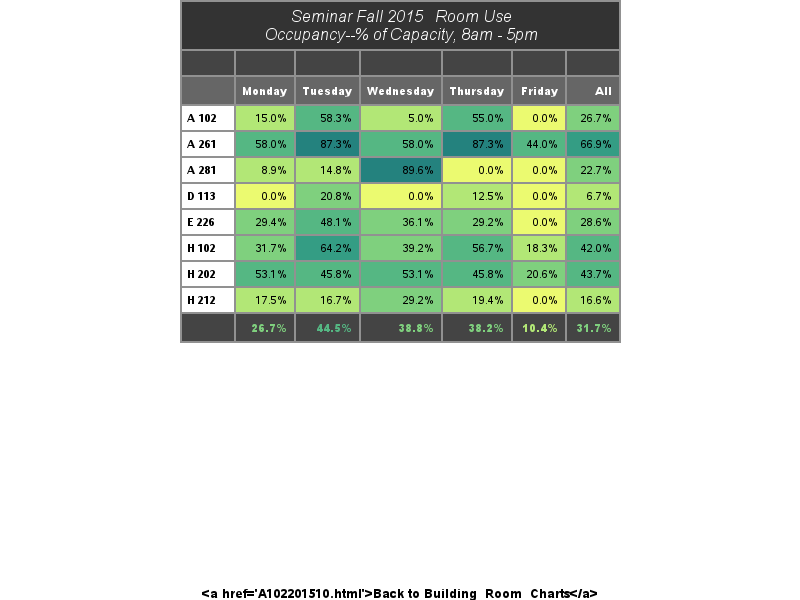 Seminar Fall 2015 Room Use
Occupancy--% of Capacity, 8am - 5pm
Monday Tuesday Wednesday Thursday Friday All
A 102 15.0% 58.3% 5.0% 55.0% 0.0% 26.7%
A 261 58.0% 87.3% 58.0% 87.3% 44.0% 66.9%
A 281 8.9% 14.8% 89.6% 0.0% 0.0% 22.7%
D 113 0.0% 20.8% 0.0% 12.5% 0.0% 6.7%
E 226 29.4% 48.1% 36.1% 29.2% 0.0% 28.6%
H 102 31.7% 64.2% 39.2% 56.7% 18.3% 42.0%
H 202 53.1% 45.8% 53.1% 45.8% 20.6% 43.7%
H 212 17.5% 16.7% 29.2% 19.4% 0.0% 16.6%
26.7% 44.5% 38.8% 38.2% 10.4% 31.7%
<a href='A102201510.html'>Back to Building_Room_Charts</a>